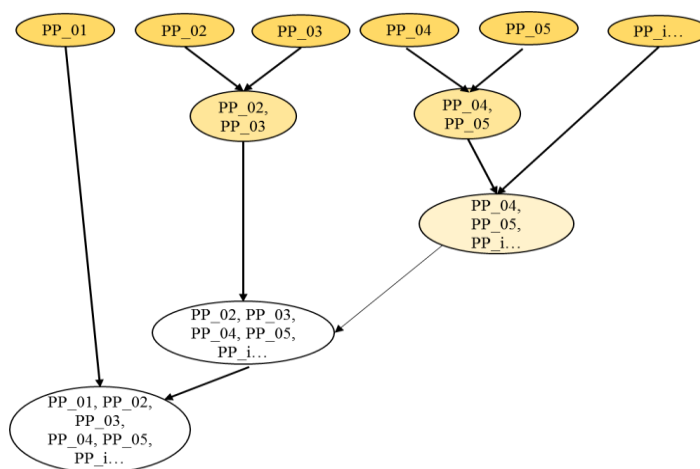 PP_01
PP_02
PP_03
PP_04
PP_05
PP_i...
PP_02,
PP_03
PP_04,
PP_05
PP_04,
PP_05,
PP_i...
PP_02, PP_03,
PP_04, PP_05,
PP_i...
PP_01, PP_02,
PP_03,
PP_04, PP_05,
PP_i...